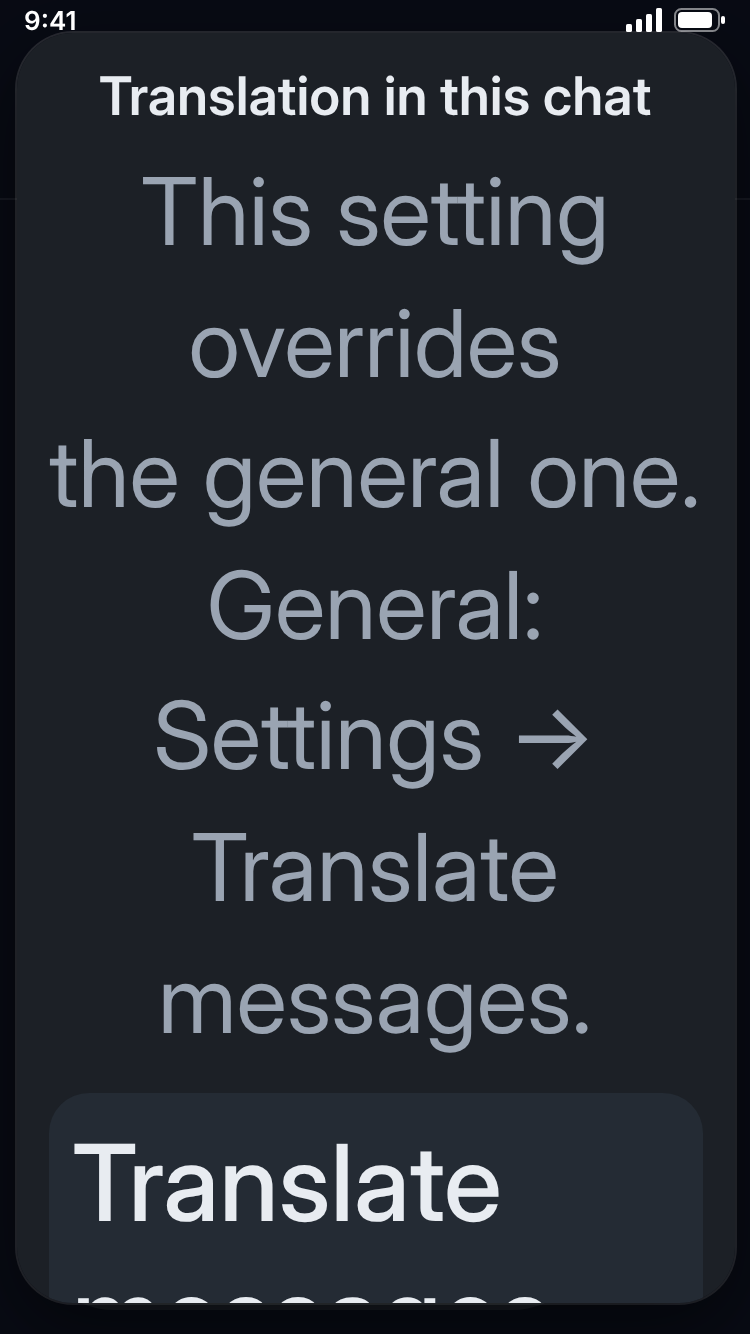 9:41
Translation in this chat
This setting
overrides
the general one.
General:
Settings →
Translate
messages.
Translate